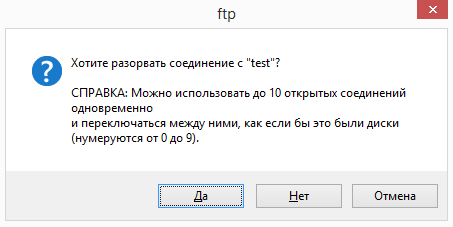 ftp
Хотите разорвать соединение с "test"?
СПРАВКА: Можно использовать до 10 открытых соединений
одновременно
и переключаться между ними, как если бы это были диски
(нумеруются от 0 до 9).
Да
Нет
Отмена